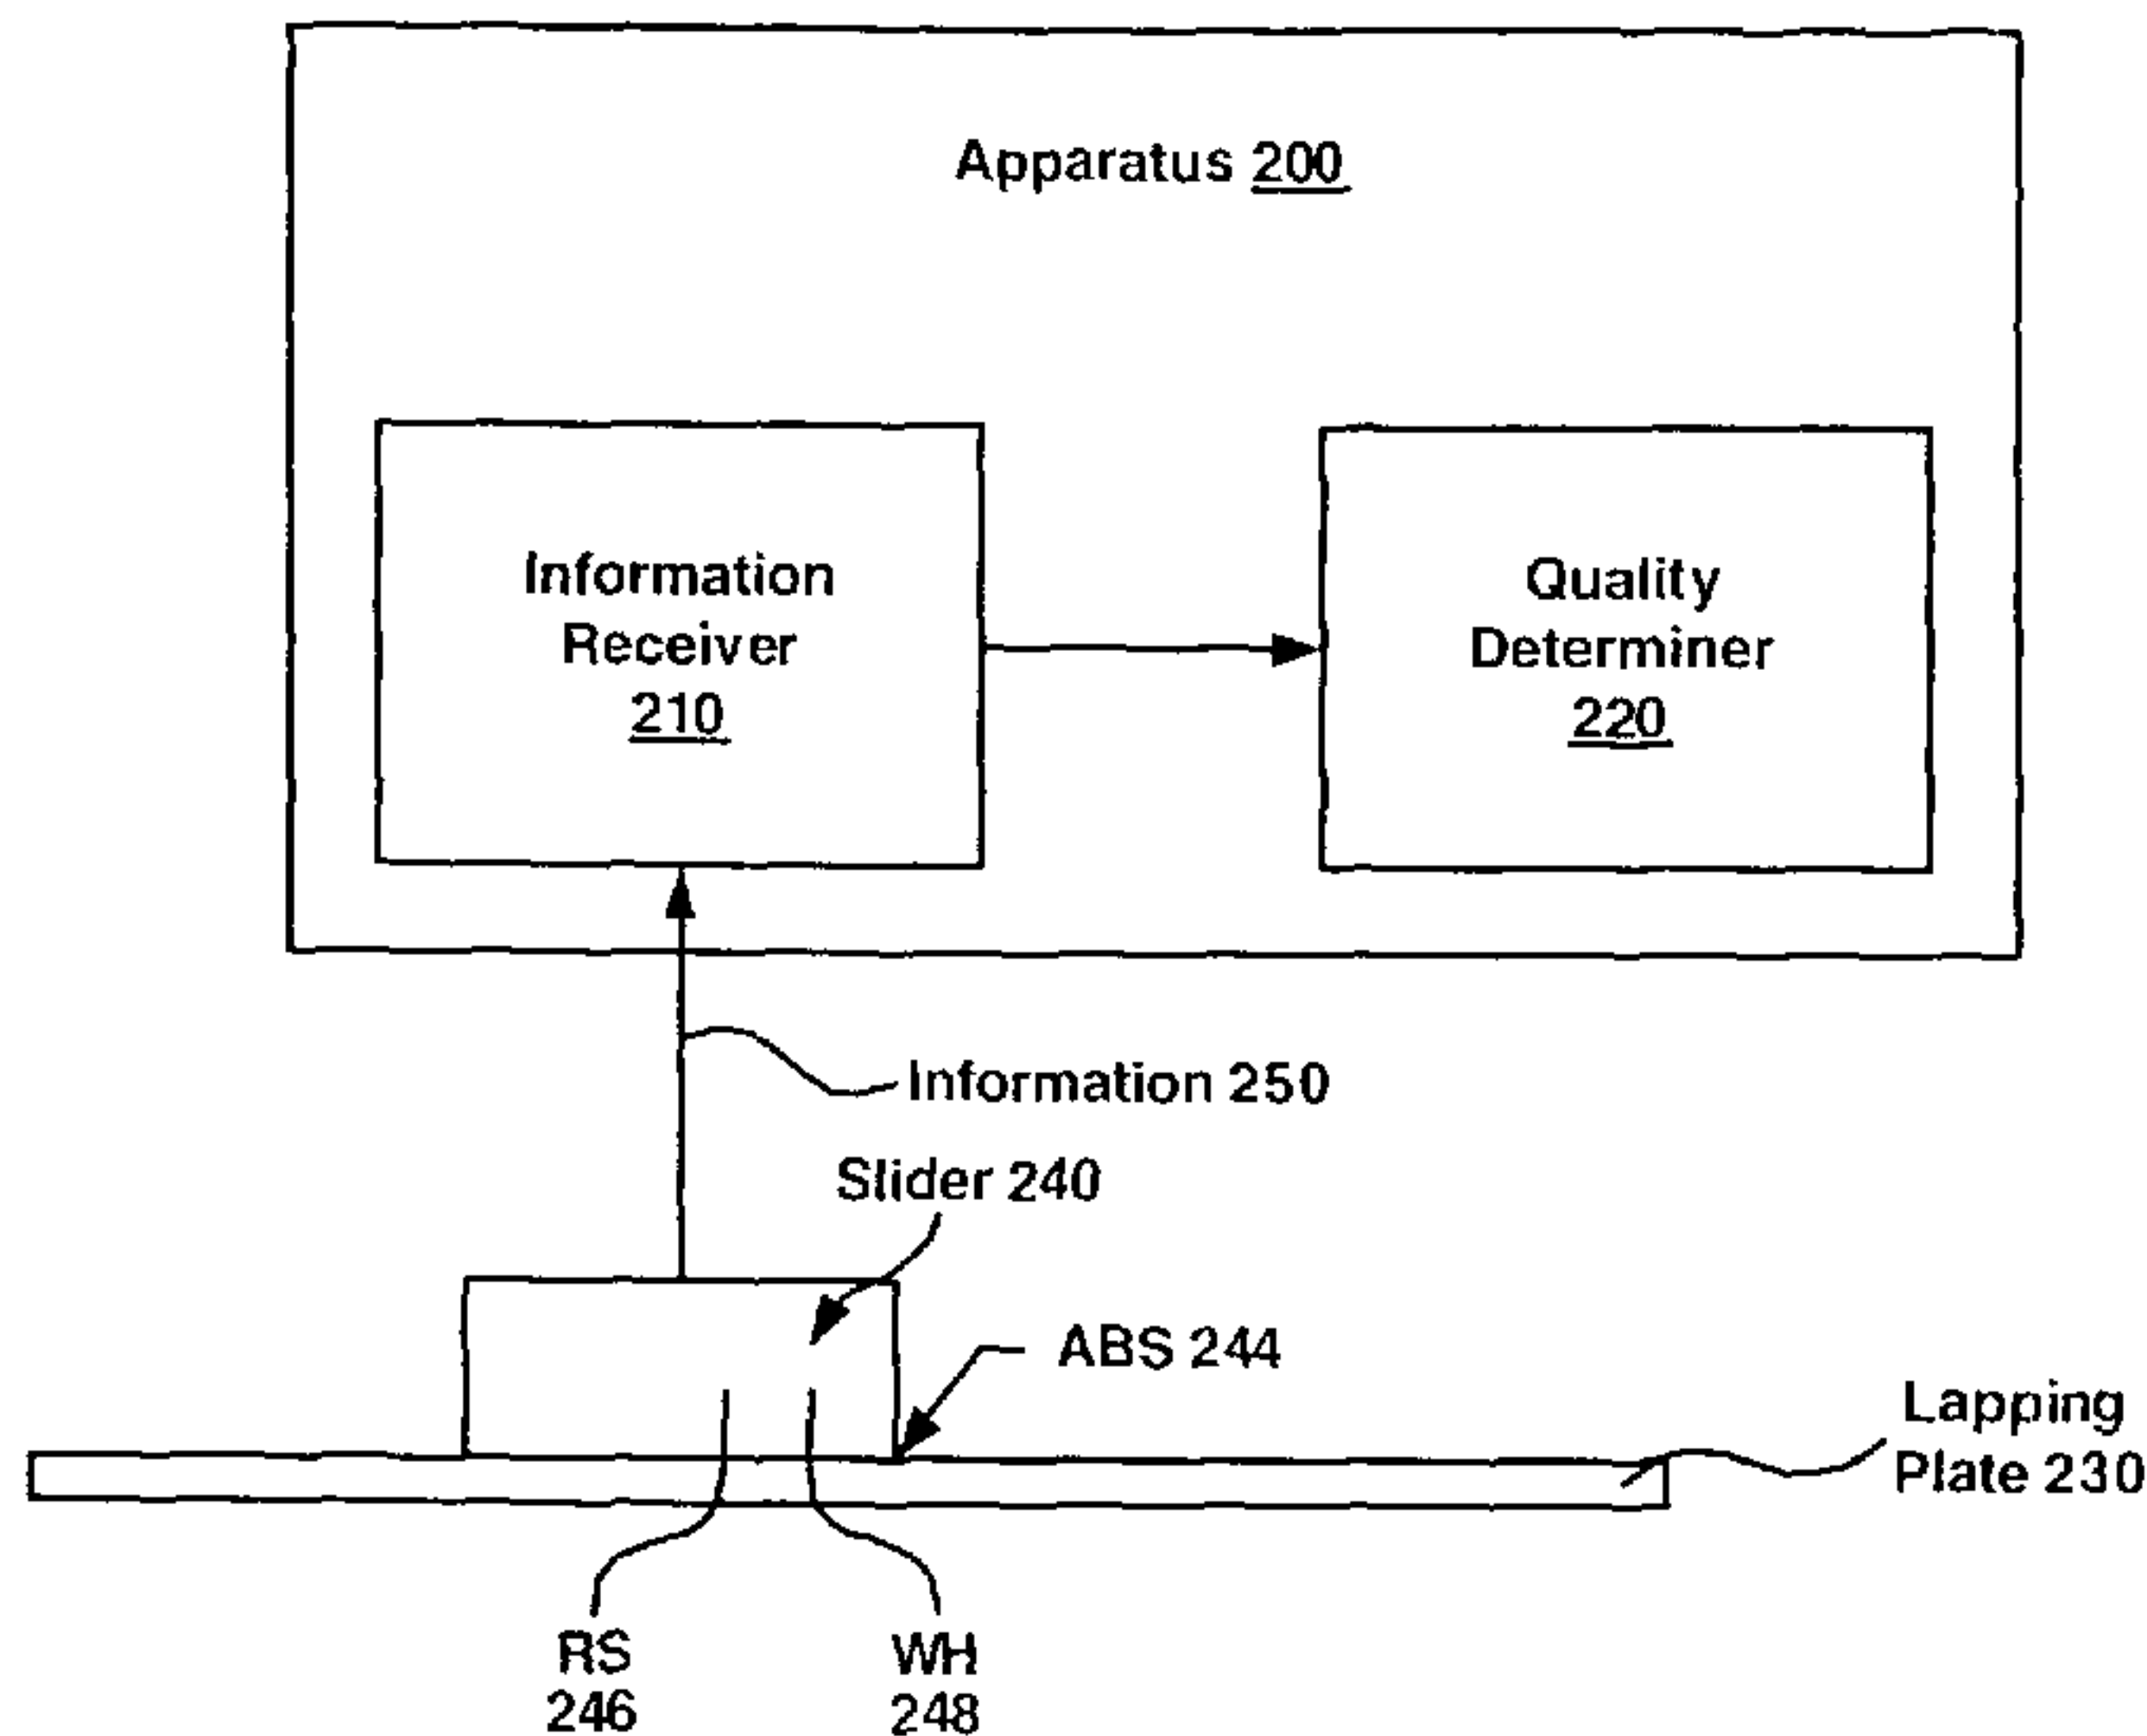 Apparatus 200
Information
Receiver
210
Quality
Determiner
220
Information 250
Slider 240
ABS 244
Lapping
Plate 230
RS
246
WH
248